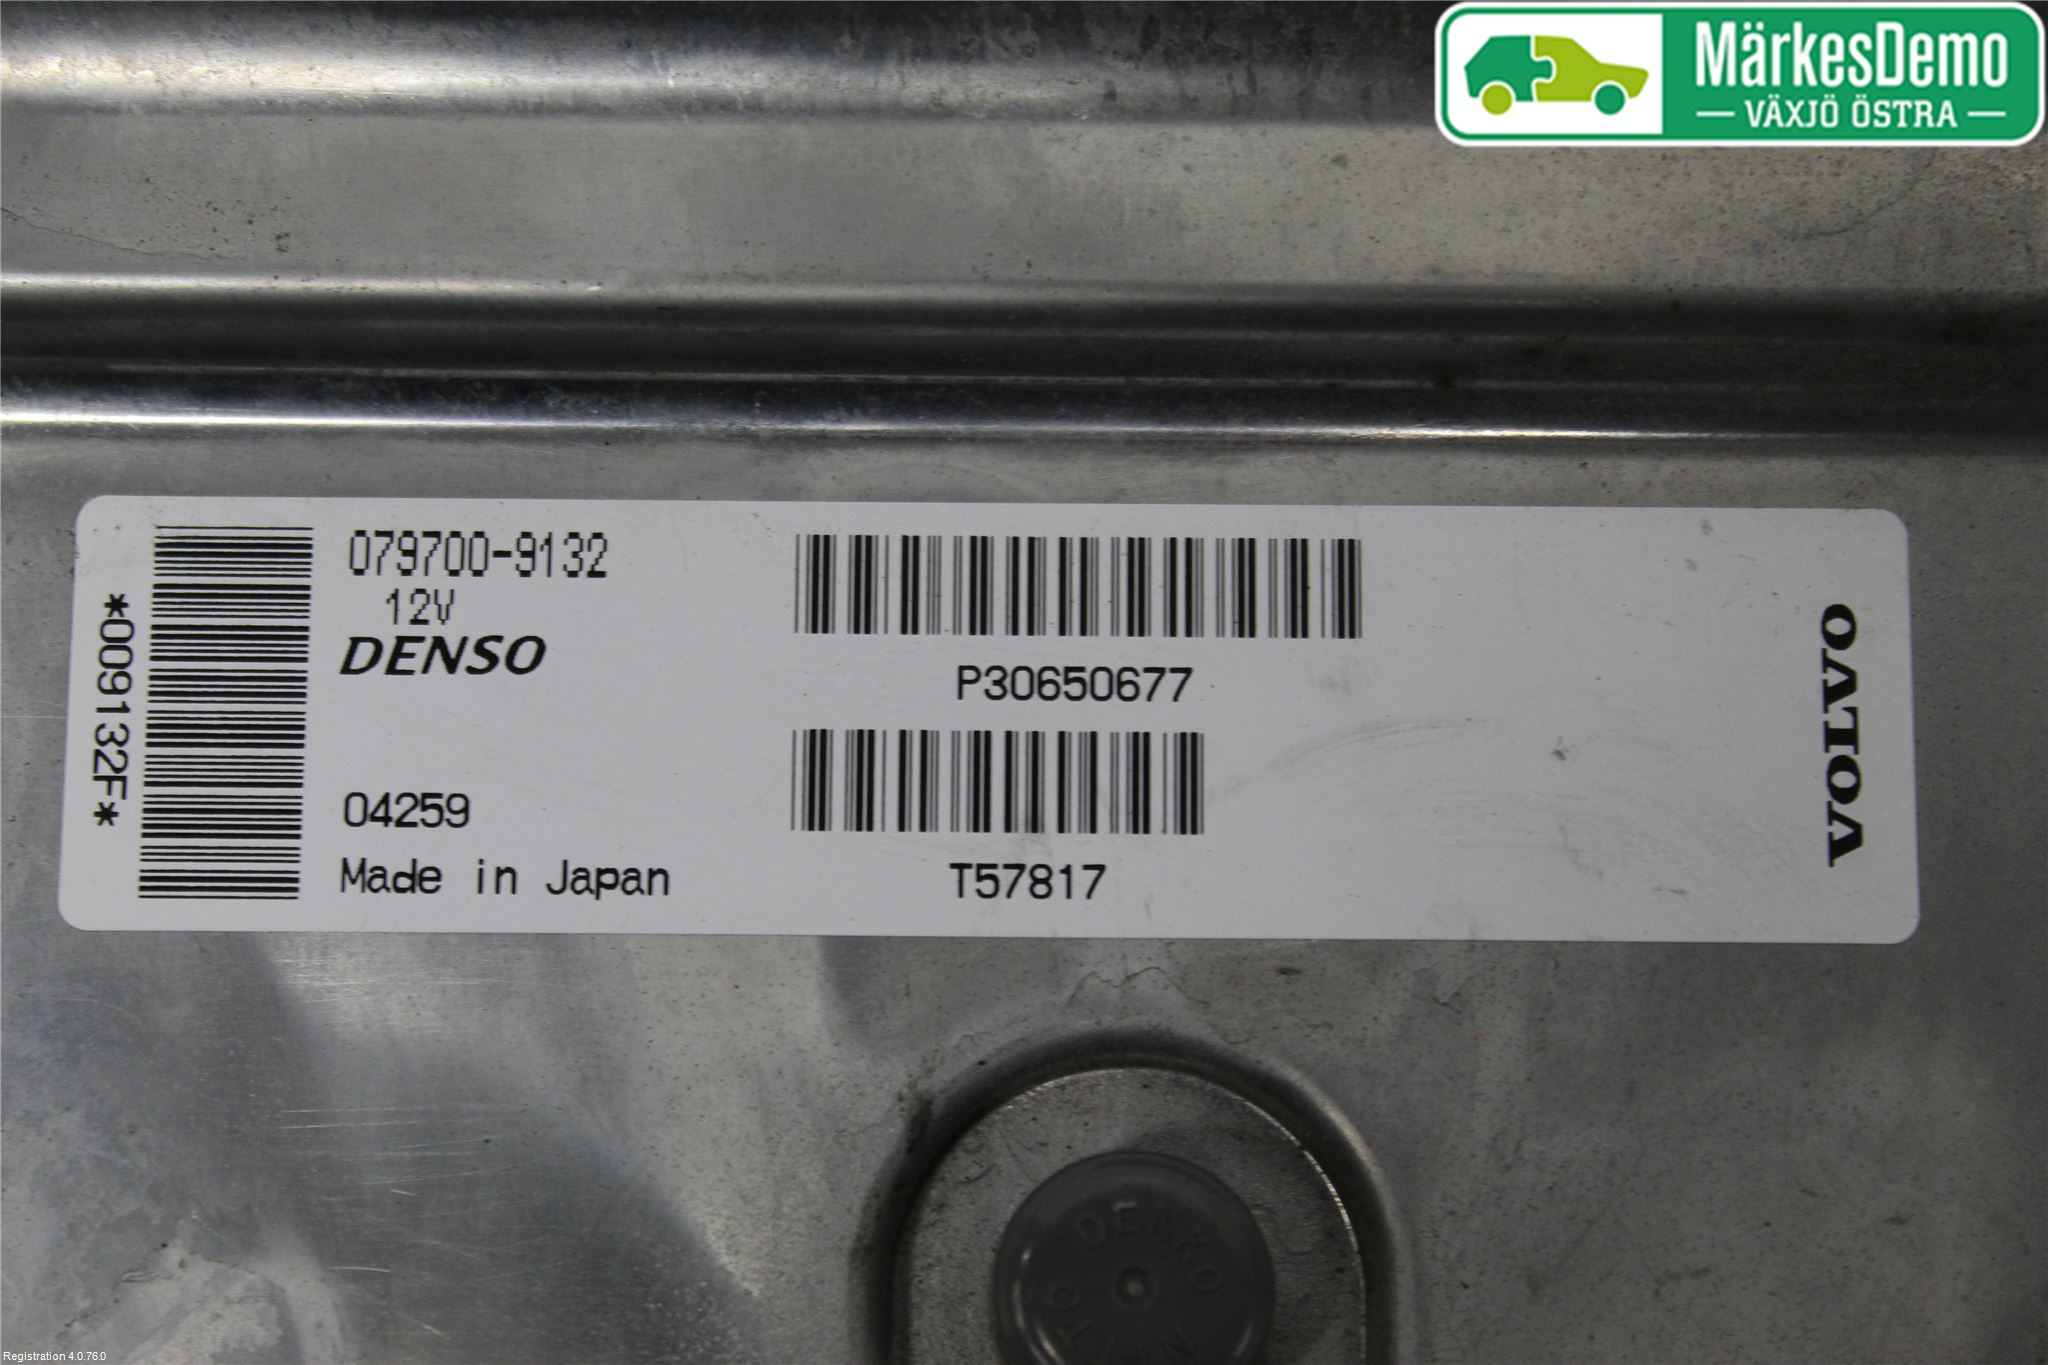 MärkesDemo
VÄXJÖ ÖSTRA
*009132F*
079700-9132
12V
DENSO
04259
Made in Japan
P30650677
T57817
VOLVO
DENKO
Registration 4.0.76.0